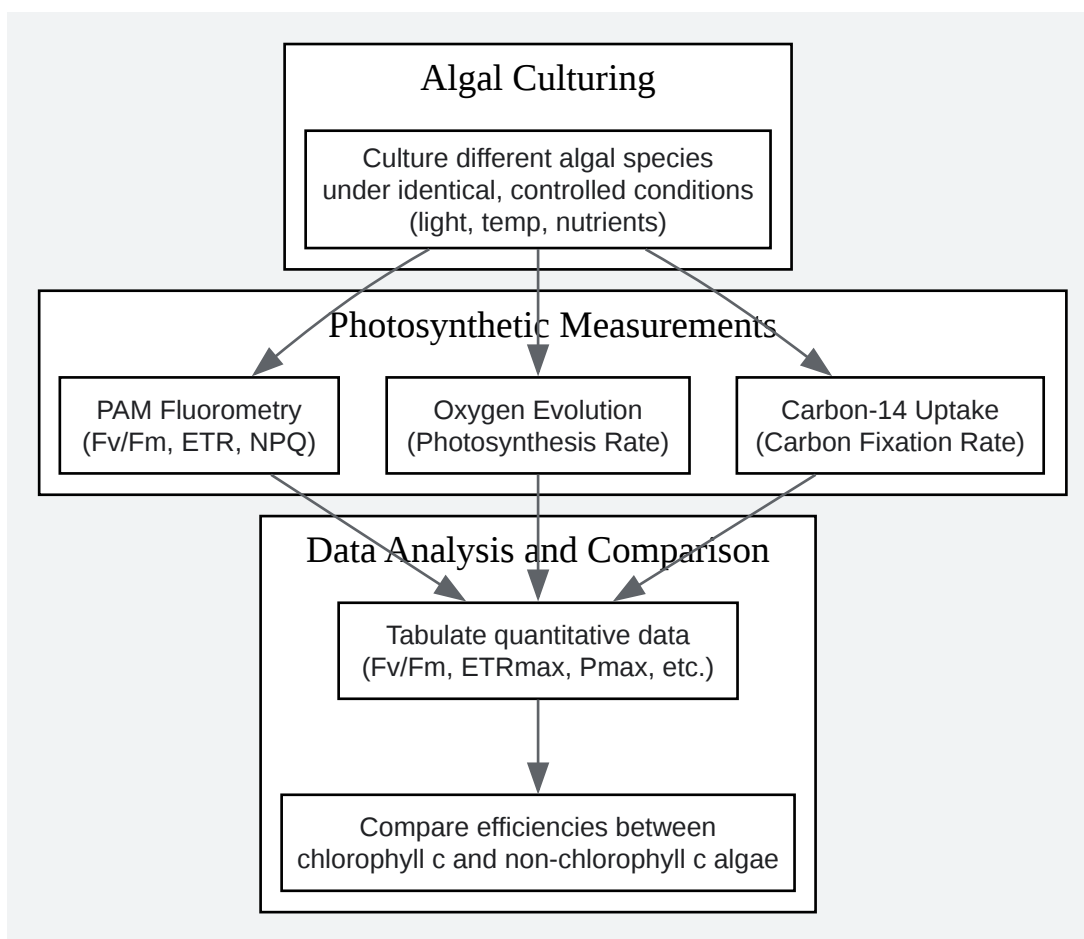 Algal Culturing
Culture different algal species
under identical, controlled conditions
(light, temp, nutrients)
Photosynthetic Measurements
PAM Fluorometry
(Fv/Fm, ETR, NPQ)
Oxygen Evolution
(Photosynthesis Rate)
Carbon-14 Uptake
(Carbon Fixation Rate)
Data Analysis and Comparison
Tabulate quantitative data
(Fv/Fm, ETRmax, Pmax, etc.)
Compare efficiencies between
chlorophyll c and non-chlorophyll c algae